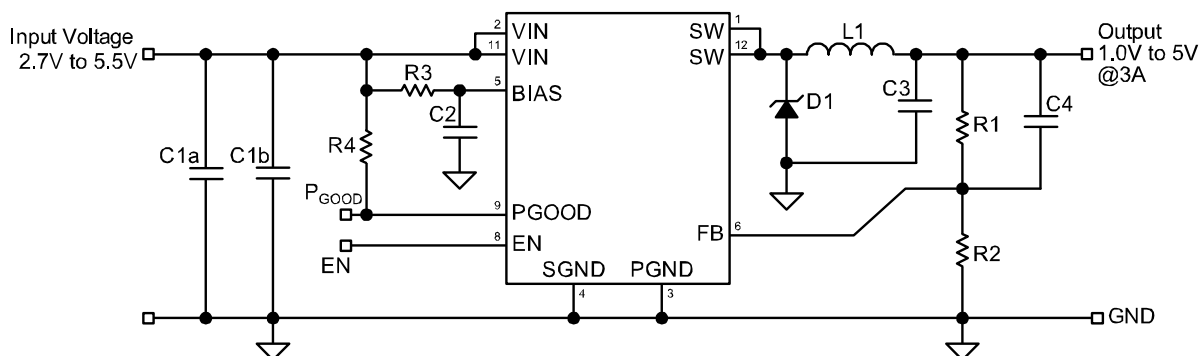 Input Voltage
2.7V to 5.5V
2
VIN
11
VIN
R3
5
BIAS
C2
R4
C1a
C1b
PGOOD
9
PGOOD
8
EN
EN
SGND
4
PGND
3
SW
1
SW
12
L1
D1
C3
R1
C4
FB
6
R2
Output
1.0V to 5V
@3A
GND